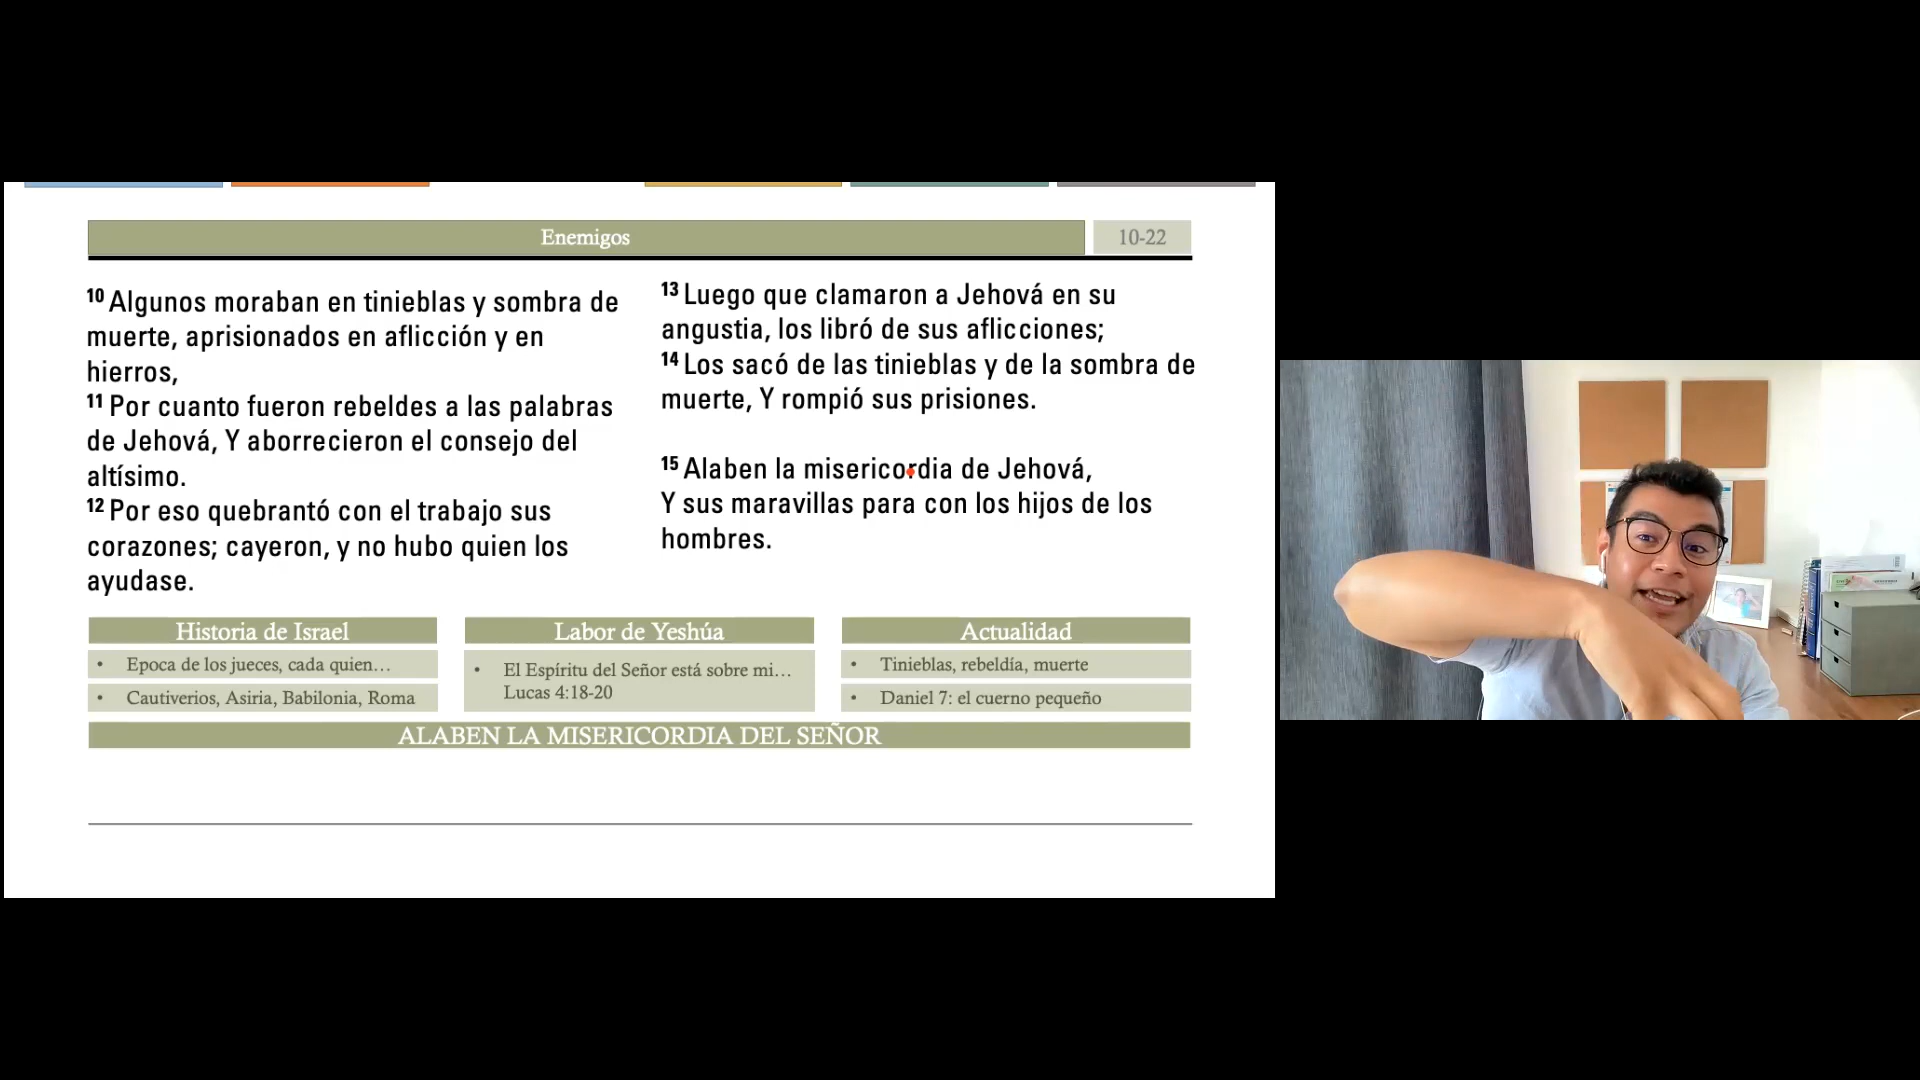 Enemigos
10-22
10 Algunos moraban en tinieblas y sombra de
muerte, aprisionados en aflicción y en
hierros,
11 Por cuanto fueron rebeldes a las palabras
de Jehová, Y aborrecieron el consejo del
altísimo.
12 Por eso quebrantó con el trabajo sus
corazones; cayeron, y no hubo quien los
ayudase.
13 Luego que clamaron a Jehová en su
angustia, los libró de sus aflicciones;
14 Los sacó de las tinieblas y de la sombra de
muerte, Y rompió sus prisiones.
15 Alaben la misericordia de Jehová,
Y sus maravillas para con los hijos de los
hombres.
Historia de Israel
• Epoca de los jueces, cada quien…
• Cautiverios, Asiria, Babilonia, Roma
Labor de Yeshúa
• El Espíritu del Señor está sobre mi…
Lucas 4:18-20
Actualidad
• Tinieblas, rebeldía, muerte
• Daniel 7: el cuerno pequeño
ALABEN LA MISERICORDIA DEL SEÑOR